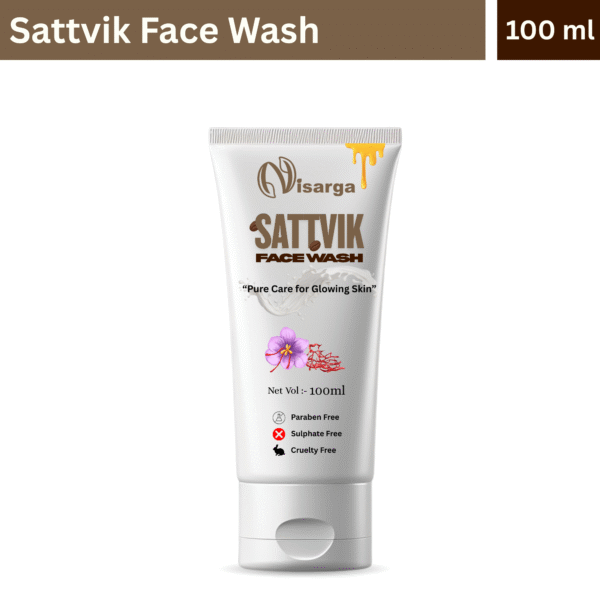 Sattvik Face Wash
100 ml
Nisarga
SATTVIK
FACE WASH
“Pure Care for Glowing Skin”
Net Vol :- 100ml
Paraben Free
Sulphate Free
Cruelty Free